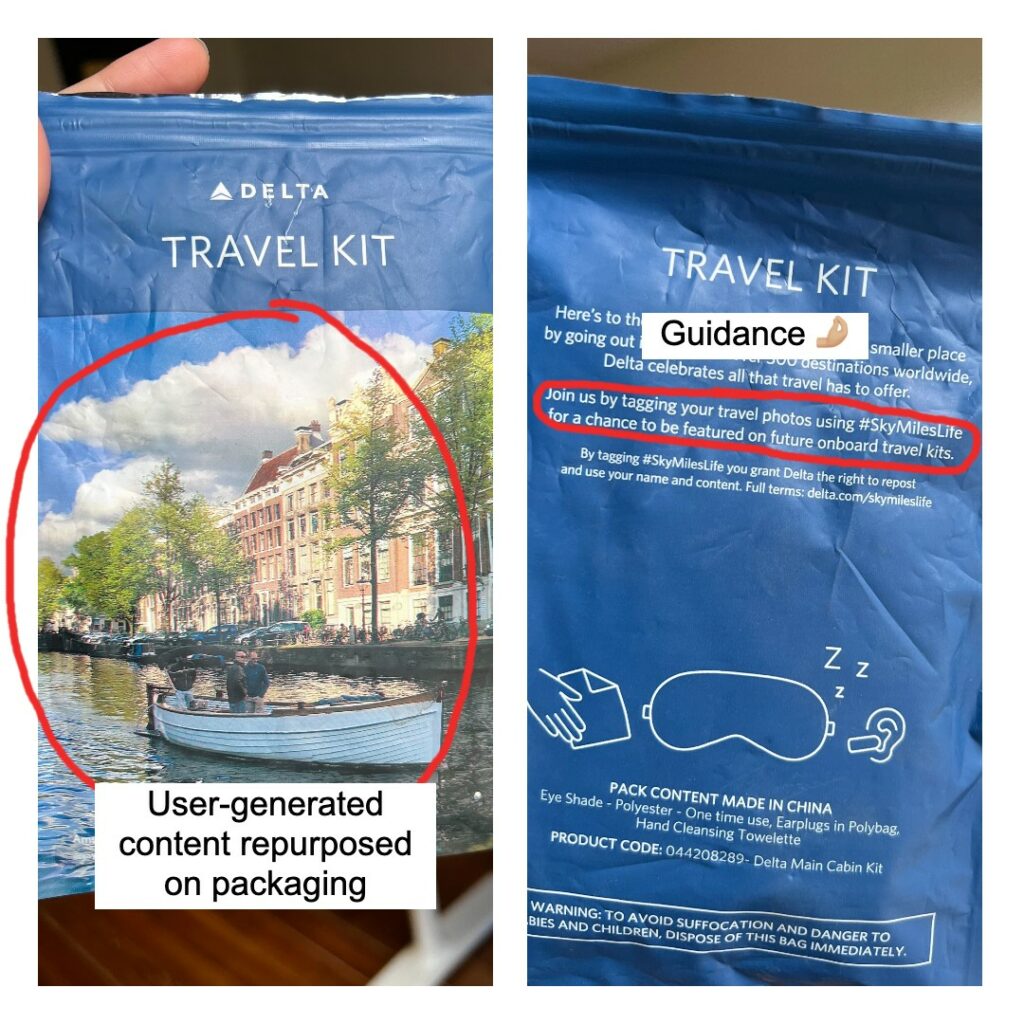 DELTA
TRAVEL KIT
User-generated
content repurposed
on packaging
TRAVEL KIT
Here's to th
Guidance 🤌🏼
smaller place
by going out i
300 destinations worldwide,
Delta celebrates all that travel has to offer.
Join us by tagging your travel photos using #SkyMilesLife
for a chance to be featured on future onboard travel kits.
By tagging #SkyMilesLife you grant Delta the right to repost
and use your name and content. Full terms: delta.com/skymileslife
Z Z
z
PACK CONTENT MADE IN CHINA
Eye Shade - Polyester - One time use, Earplugs in Polybag,
Hand Cleansing Towelette
PRODUCT CODE: 044208289- Delta Main Cabin Kit
WARNING: TO AVOID SUFFOCATION AND DANGER TO
BIES AND CHILDREN, DISPOSE OF THIS BAG IMMEDIATELY.